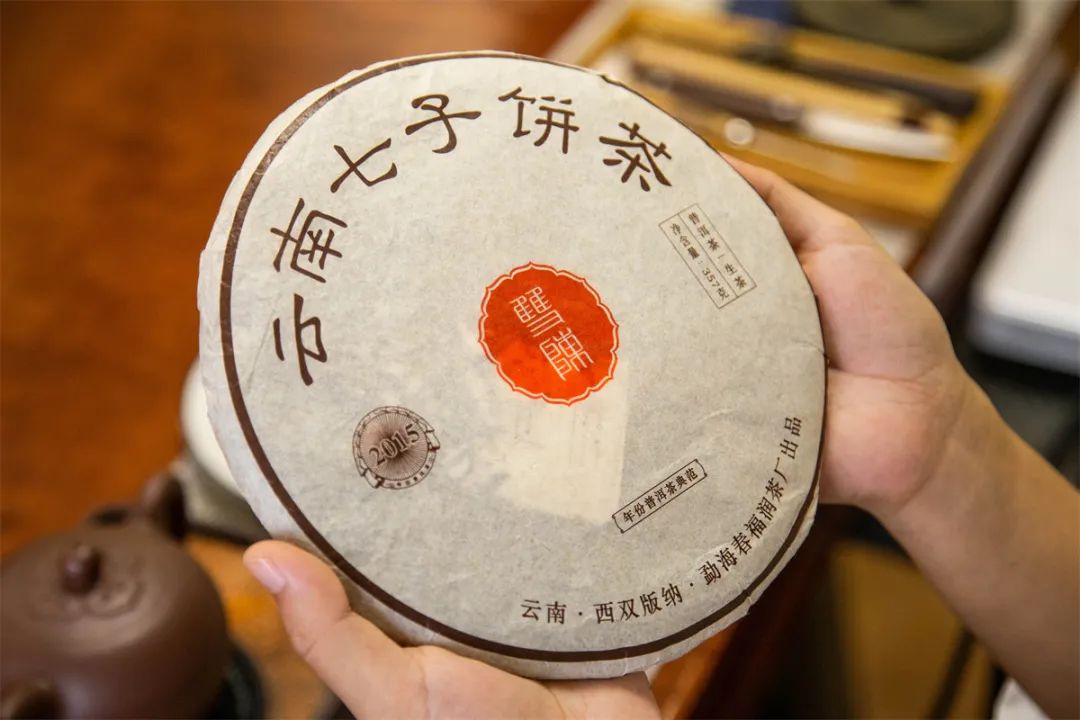 云南七子饼茶
普洱茶(生茶)
净含量:357克
2015
年份普洱茶典范
云南·西双版纳·勐海春福润茶厂出品